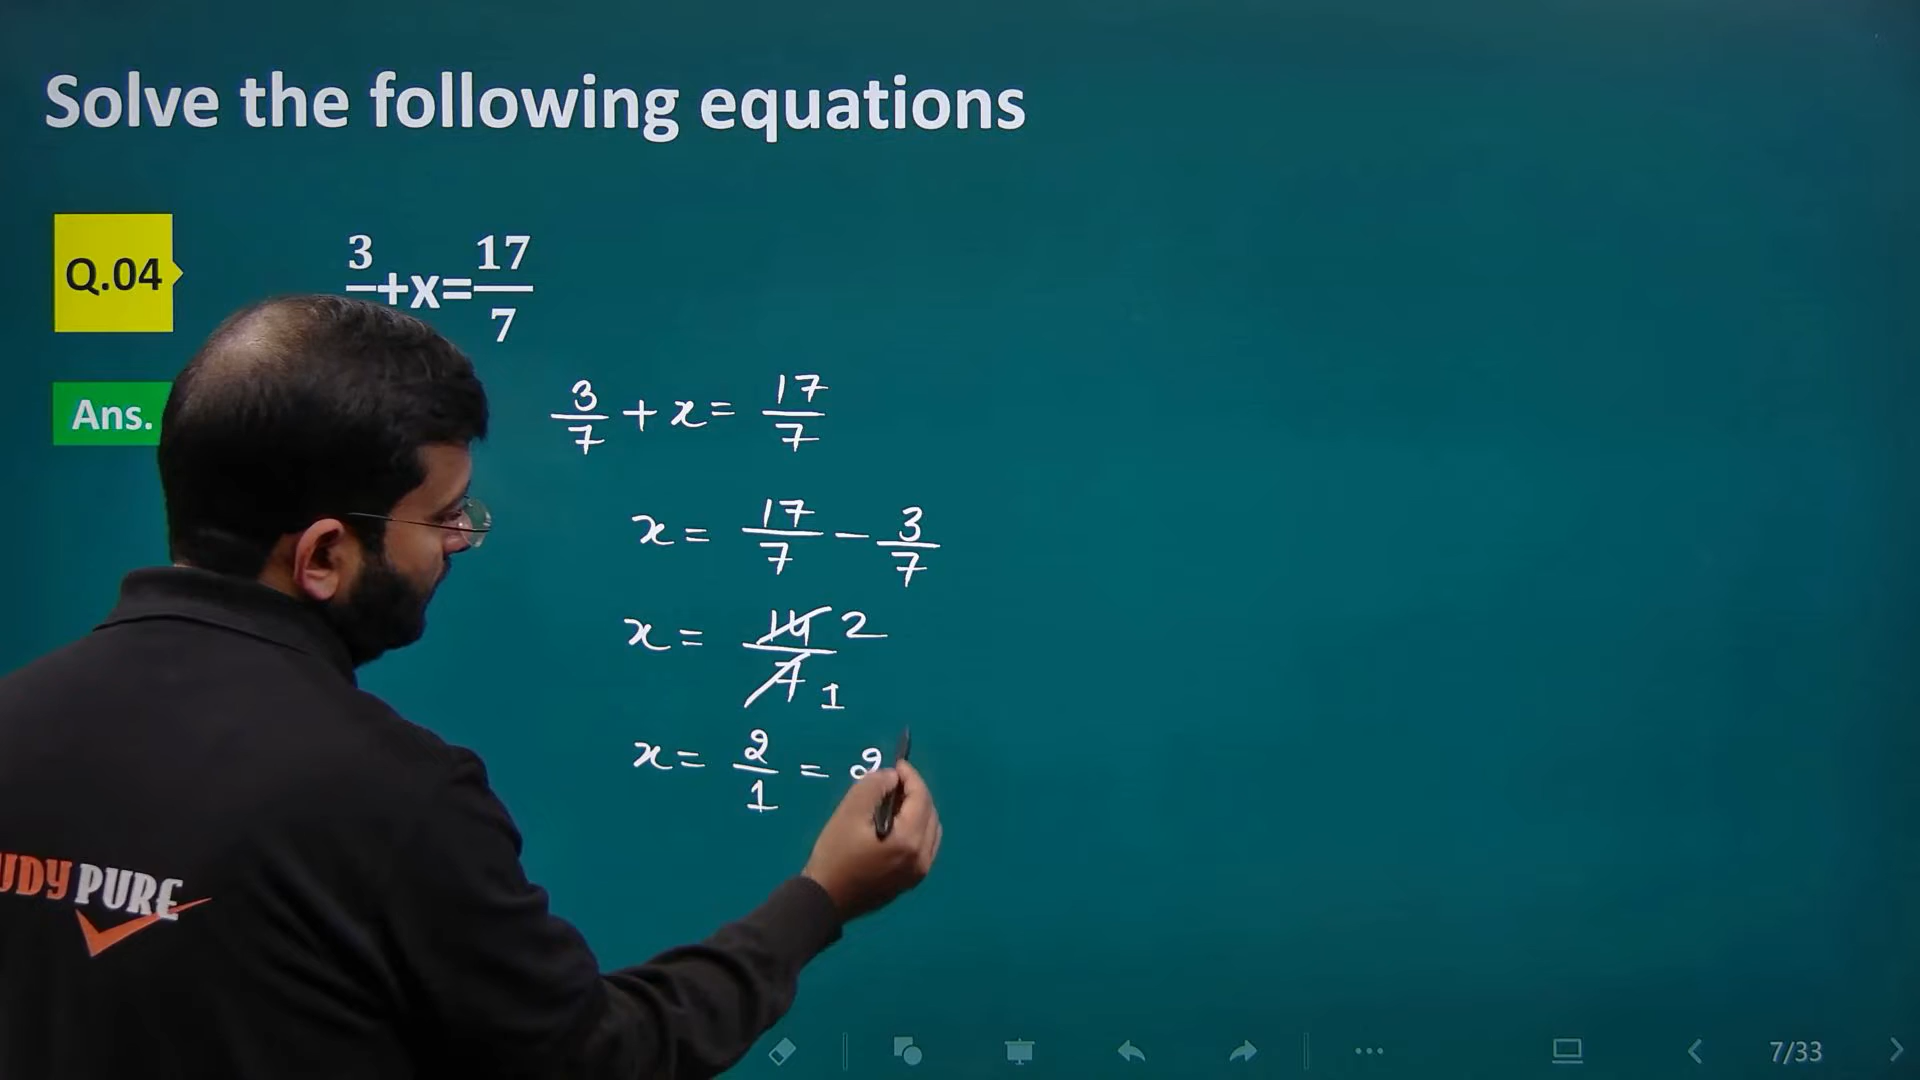 Solve the following equations
Q.04
3/ +x=17/7
Ans.
3/7 + x = 17/7
x = 17/7 - 3/7
x = 14/7 2 1
x = 2/1 = 2
UDY PURE
7/33